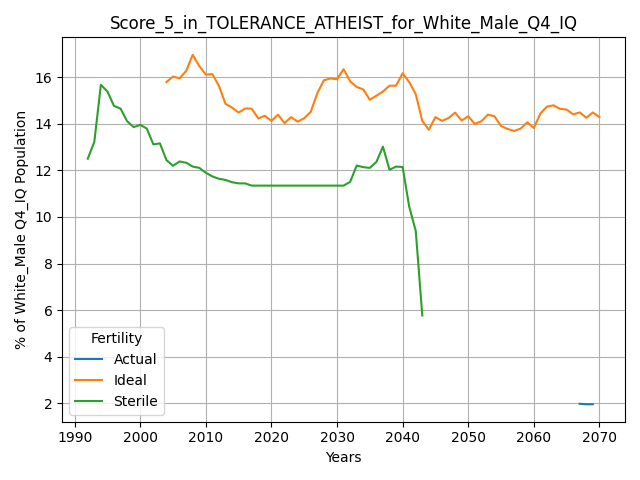 Score_5_in_TOLERANCE_ATHEIST_for_White_Male_Q4_IQ
% of White_Male Q4_IQ Population
16
14
12
10
8
6
4
2
Fertility
Actual
Ideal
Sterile
1990 2000 2010 2020 2030 2040 2050 2060 2070
Years